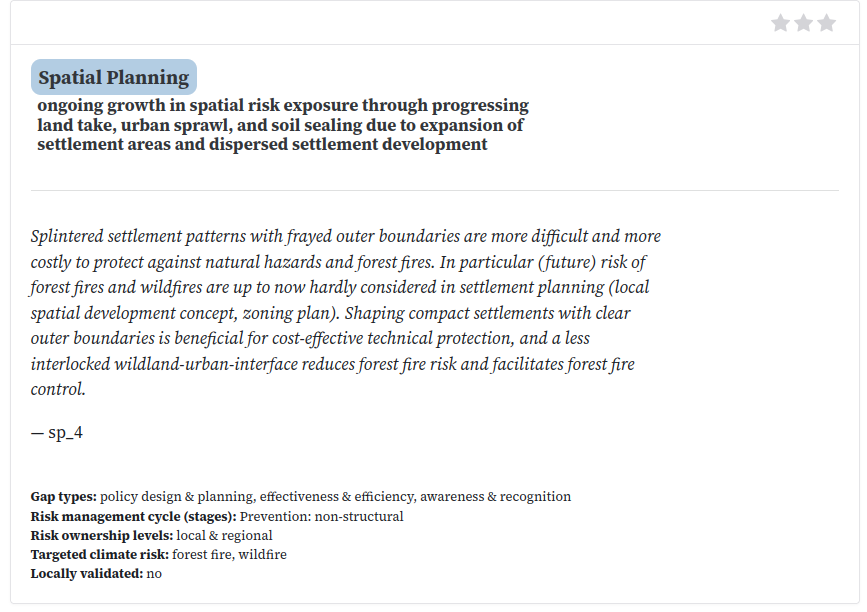 Spatial Planning
ongoing growth in spatial risk exposure through progressing
land take, urban sprawl, and soil sealing due to expansion of
settlement areas and dispersed settlement development
Splintered settlement patterns with frayed outer boundaries are more difficult and more
costly to protect against natural hazards and forest fires. In particular (future) risk of
forest fires and wildfires are up to now hardly considered in settlement planning (local
spatial development concept, zoning plan). Shaping compact settlements with clear
outer boundaries is beneficial for cost-effective technical protection, and a less
interlocked wildland-urban-interface reduces forest fire risk and facilitates forest fire
control.
— sp_4
Gap types: policy design & planning, effectiveness & efficiency, awareness & recognition
Risk management cycle (stages): Prevention: non-structural
Risk ownership levels: local & regional
Targeted climate risk: forest fire, wildfire
Locally validated: no